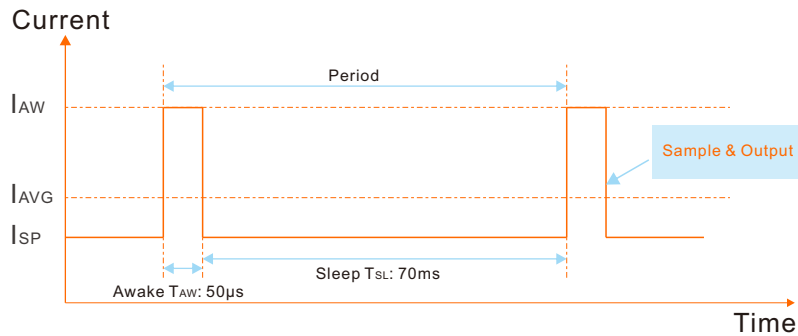 Current
Period
IAW
Sample & Output
IAVG
ISP
Sleep TSL: 70ms
Awake TAW: 50μs
Time